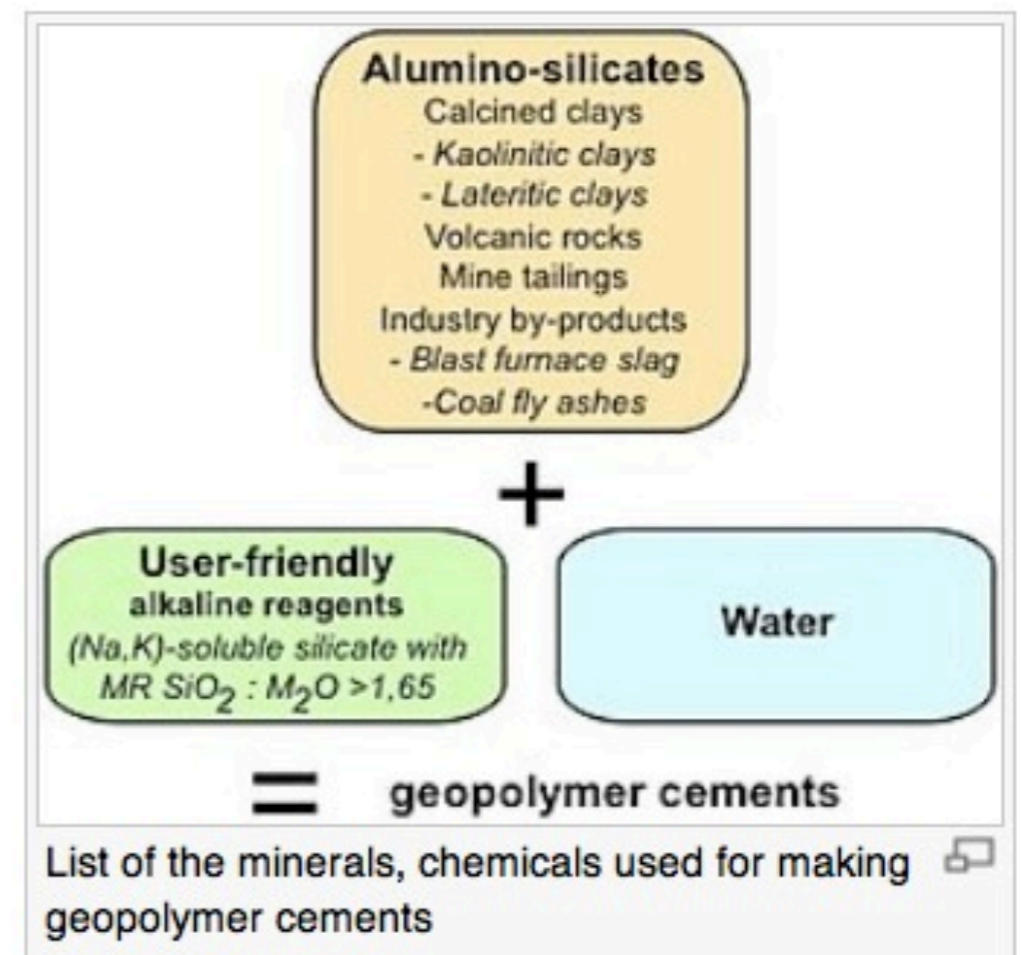 Alumino-silicates
Calcined clays
- Kaolinitic clays
- Lateritic clays
Volcanic rocks
Mine tailings
Industry by-products
- Blast furnace slag
-Coal fly ashes
+
User-friendly
alkaline reagents
(Na,K)-soluble silicate with
MR SiO₂ : M₂O >1,65
Water
= geopolymer cements
List of the minerals, chemicals used for making
geopolymer cements